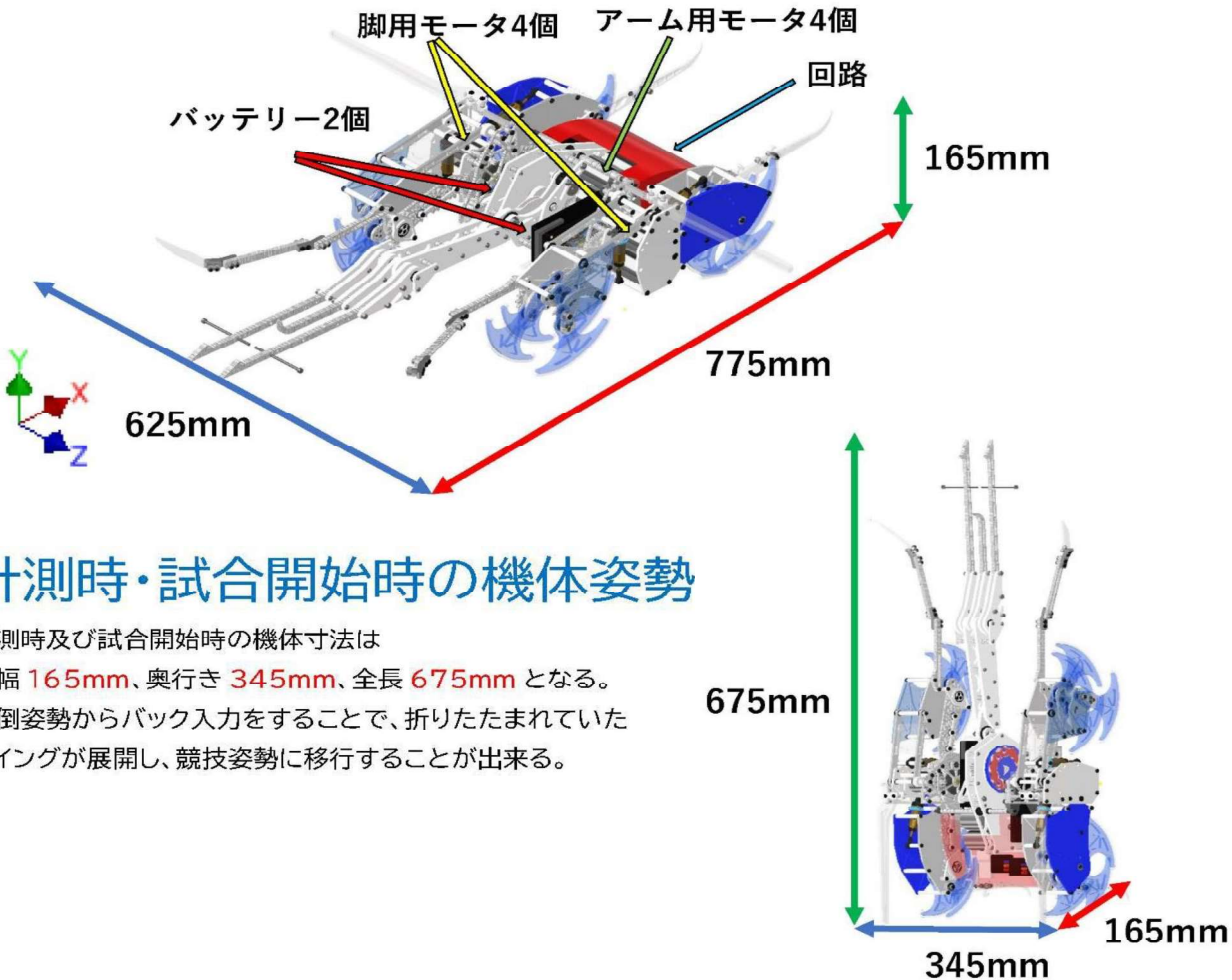 脚用モータ4個
アーム用モータ4個
回路
バッテリー2個
165mm
775mm
625mm
Y
X
Z
計測時・試合開始時の機体姿勢
測時及び試合開始時の機体寸法は
幅 165mm、奥行き 345mm、全長 675mm となる。
倒姿勢からバック入力をすることで、折りたたまれていた
イングが展開し、競技姿勢に移行することが出来る。
675mm
165mm
345mm